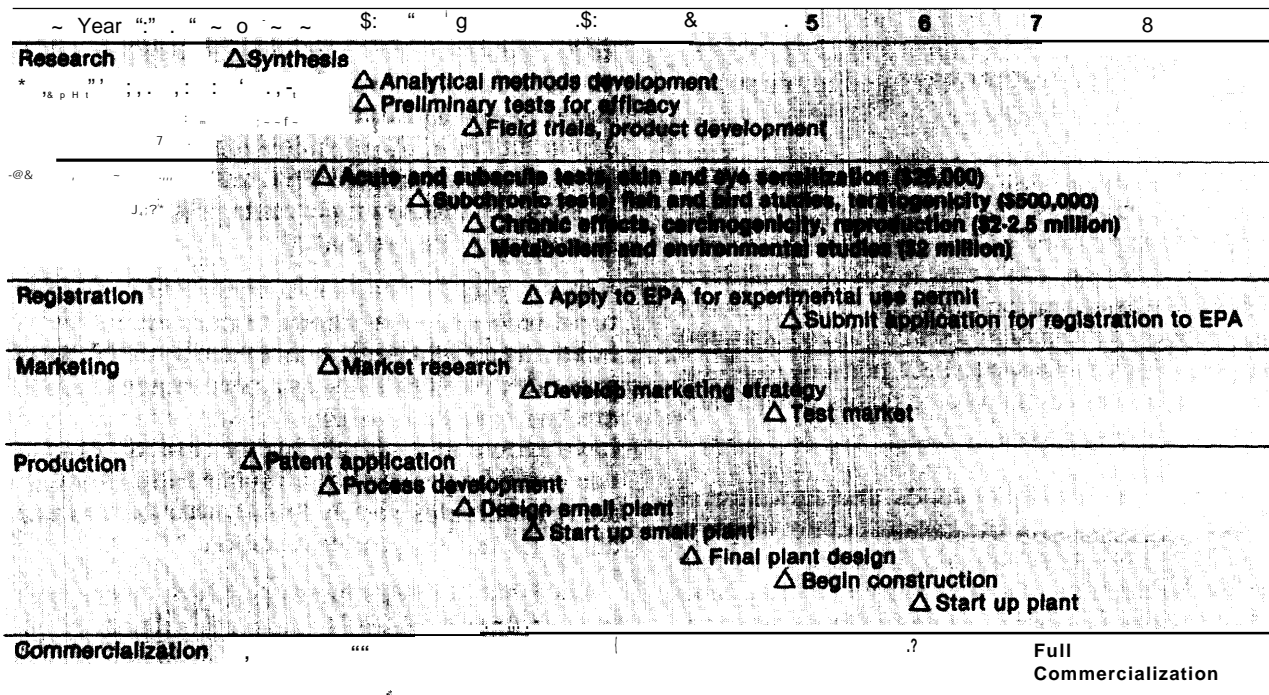 Year 5 6 7 8
Research △Synthesis
△Analytical methods development
△Preliminary tests for efficacy
△Field trials, product development
△Acute and subacute tests, skin and eye sensitization ($25,000)
△Subchronic tests, fish and bird studies, teratogenicity ($500,000)
△Chronic effects, carcinogenicity, reproduction ($2-2.5 million)
△Metabolism and environmental studies ($2 million)
Registration △Apply to EPA for experimental use permit
△Submit application for registration to EPA
Marketing △Market research
△Develop marketing strategy
△Test market
Production △Patent application
△Process development
△Design small plant
△Start up small plant
△Final plant design
△Begin construction
△Start up plant
Commercialization Full
Commercialization